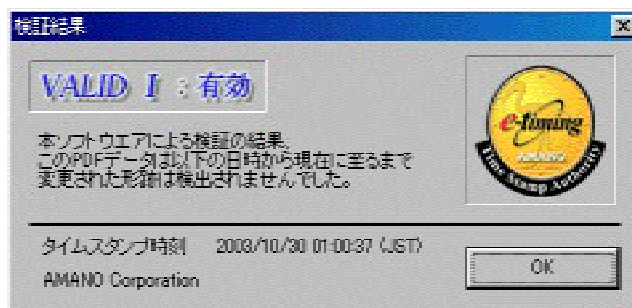 検証結果
VALID I : 有効
e-timing
AMANO
Time Stamp Authority
本ソフトウエアによる検証の結果、
このPDFデータは以下の日時から現在に至るまで
変更された形跡は検出されませんでした。
タイムスタンプ時刻 2003/10/30 01:00:37 (JST)
AMANO Corporation
OK